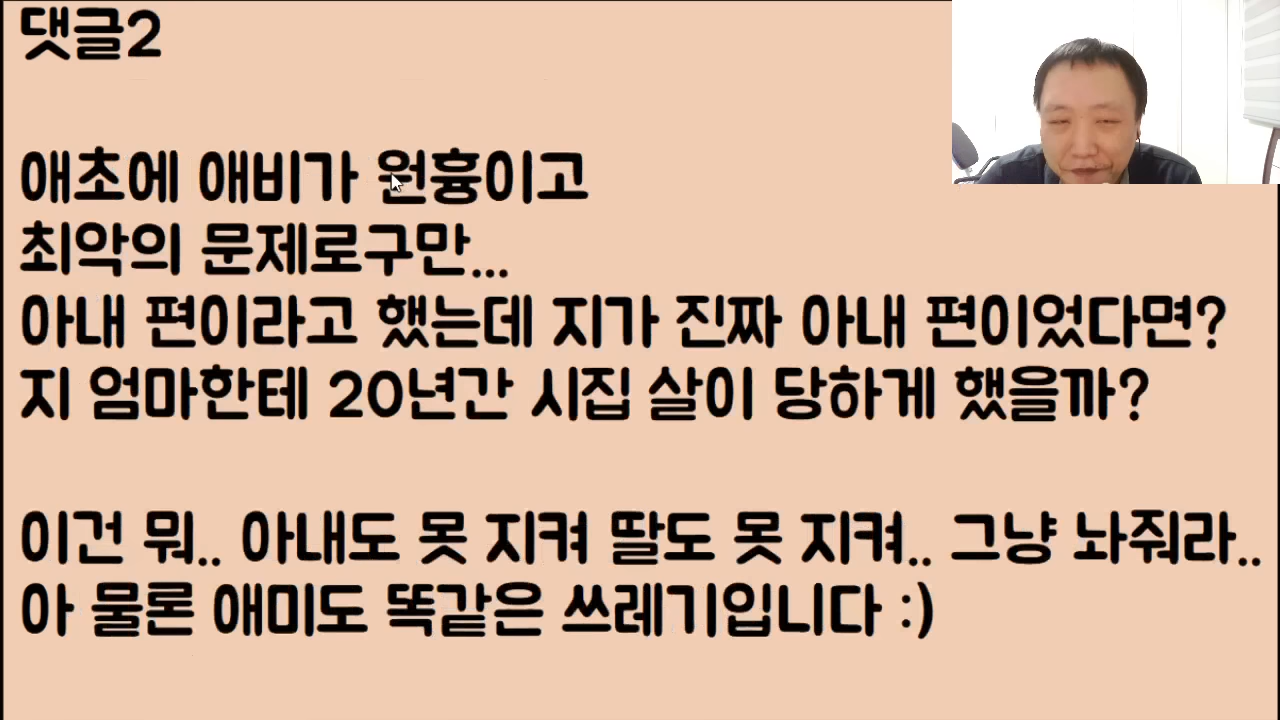 댓글2
애초에 애비가 원흉이고
최악의 문제로구만...
아내 편이라고 했는데 지가 진짜 아내 편이었다면?
지 엄마한테 20년간 시집 살이 당하게 했을까?
이건 뭐.. 아내도 못 지켜 딸도 못 지켜.. 그냥 놔줘라..
아 물론 애미도 똑같은 쓰레기입니다 :)